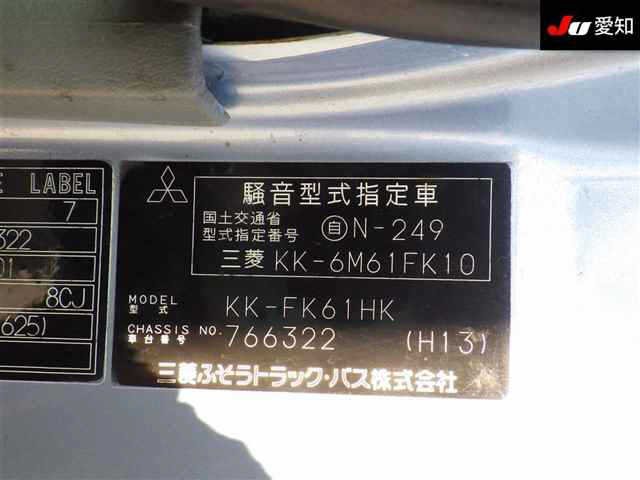 JU 愛知
E LABEL
7
322
01
8CJ
625)
騒音型式指定車
国土交通省
型式指定番号 自N-249
三菱 KK-6M61FK10
MODEL 型式 KK-FK61HK
CHASSIS NO. 車台番号 766322 (H13)
三菱ふそうトラック・バス株式会社